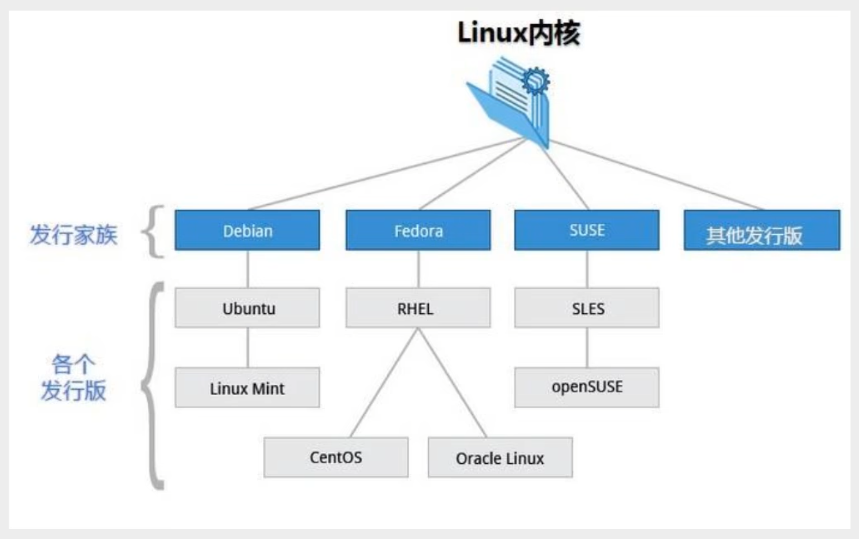 Linux内核
发行家族
Debian
Fedora
SUSE
其他发行版
各个
发行版
Ubuntu
RHEL
SLES
Linux Mint
openSUSE
CentOS
Oracle Linux